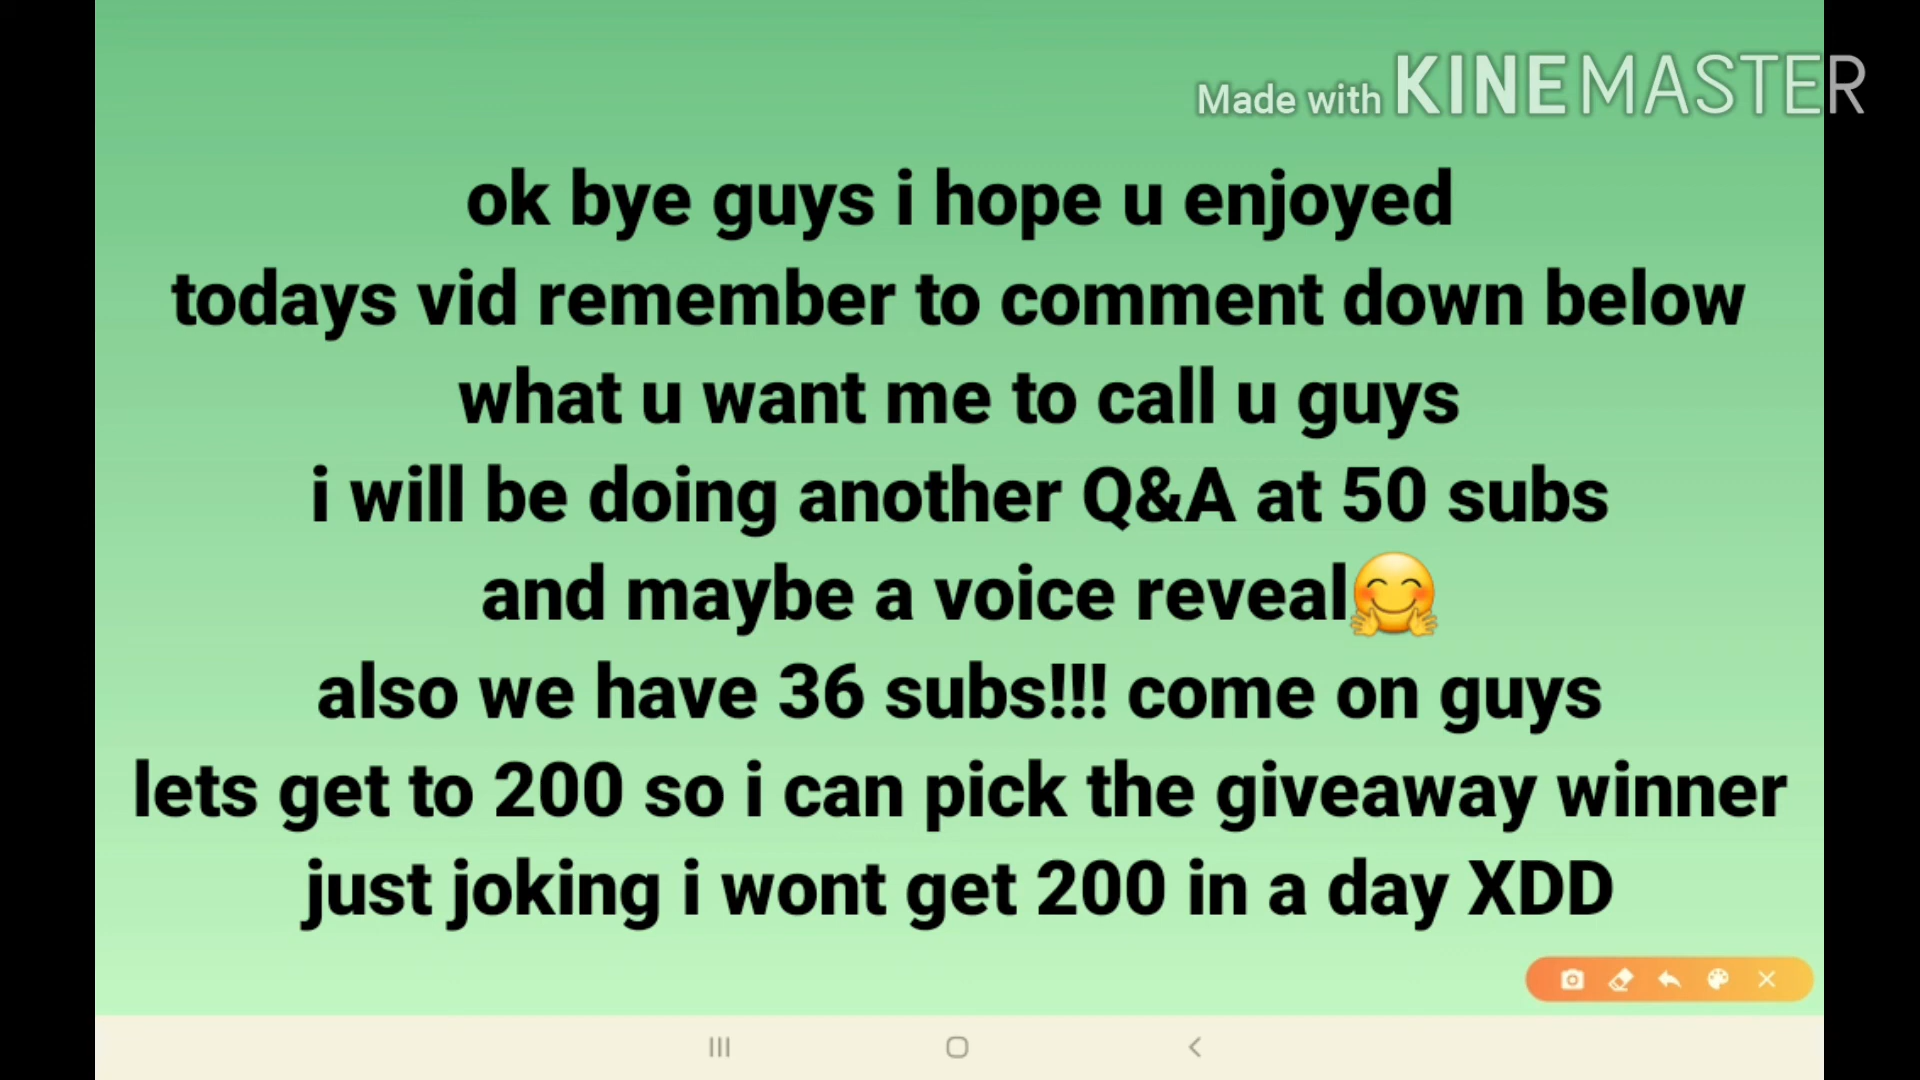 Made with KINEMASTER
ok bye guys i hope u enjoyed
todays vid remember to comment down below
what u want me to call u guys
i will be doing another Q&A at 50 subs
and maybe a voice reveal🤗
also we have 36 subs!!! come on guys
lets get to 200 so i can pick the giveaway winner
just joking i wont get 200 in a day XDD